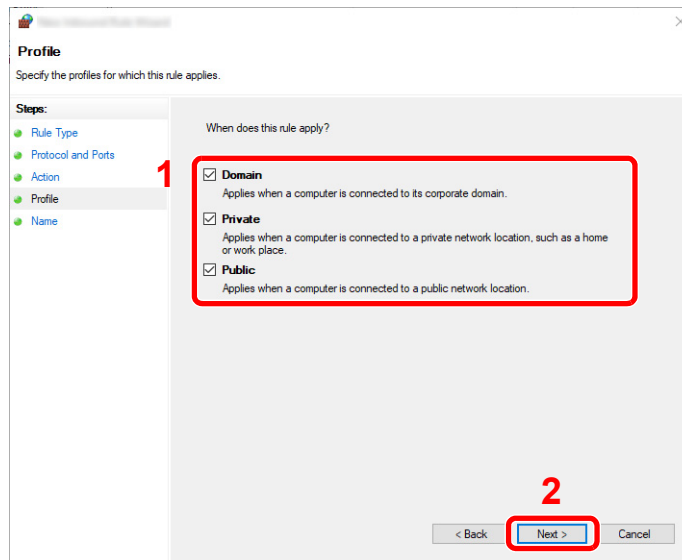 Profile
Specify the profiles for which this rule applies.
Steps:
Rule Type
Protocol and Ports
Action
Profile
Name
When does this rule apply?
1
Domain
Applies when a computer is connected to its corporate domain.
Private
Applies when a computer is connected to a private network location, such as a home
or work place.
Public
Applies when a computer is connected to a public network location.
2
< Back
Next >
Cancel